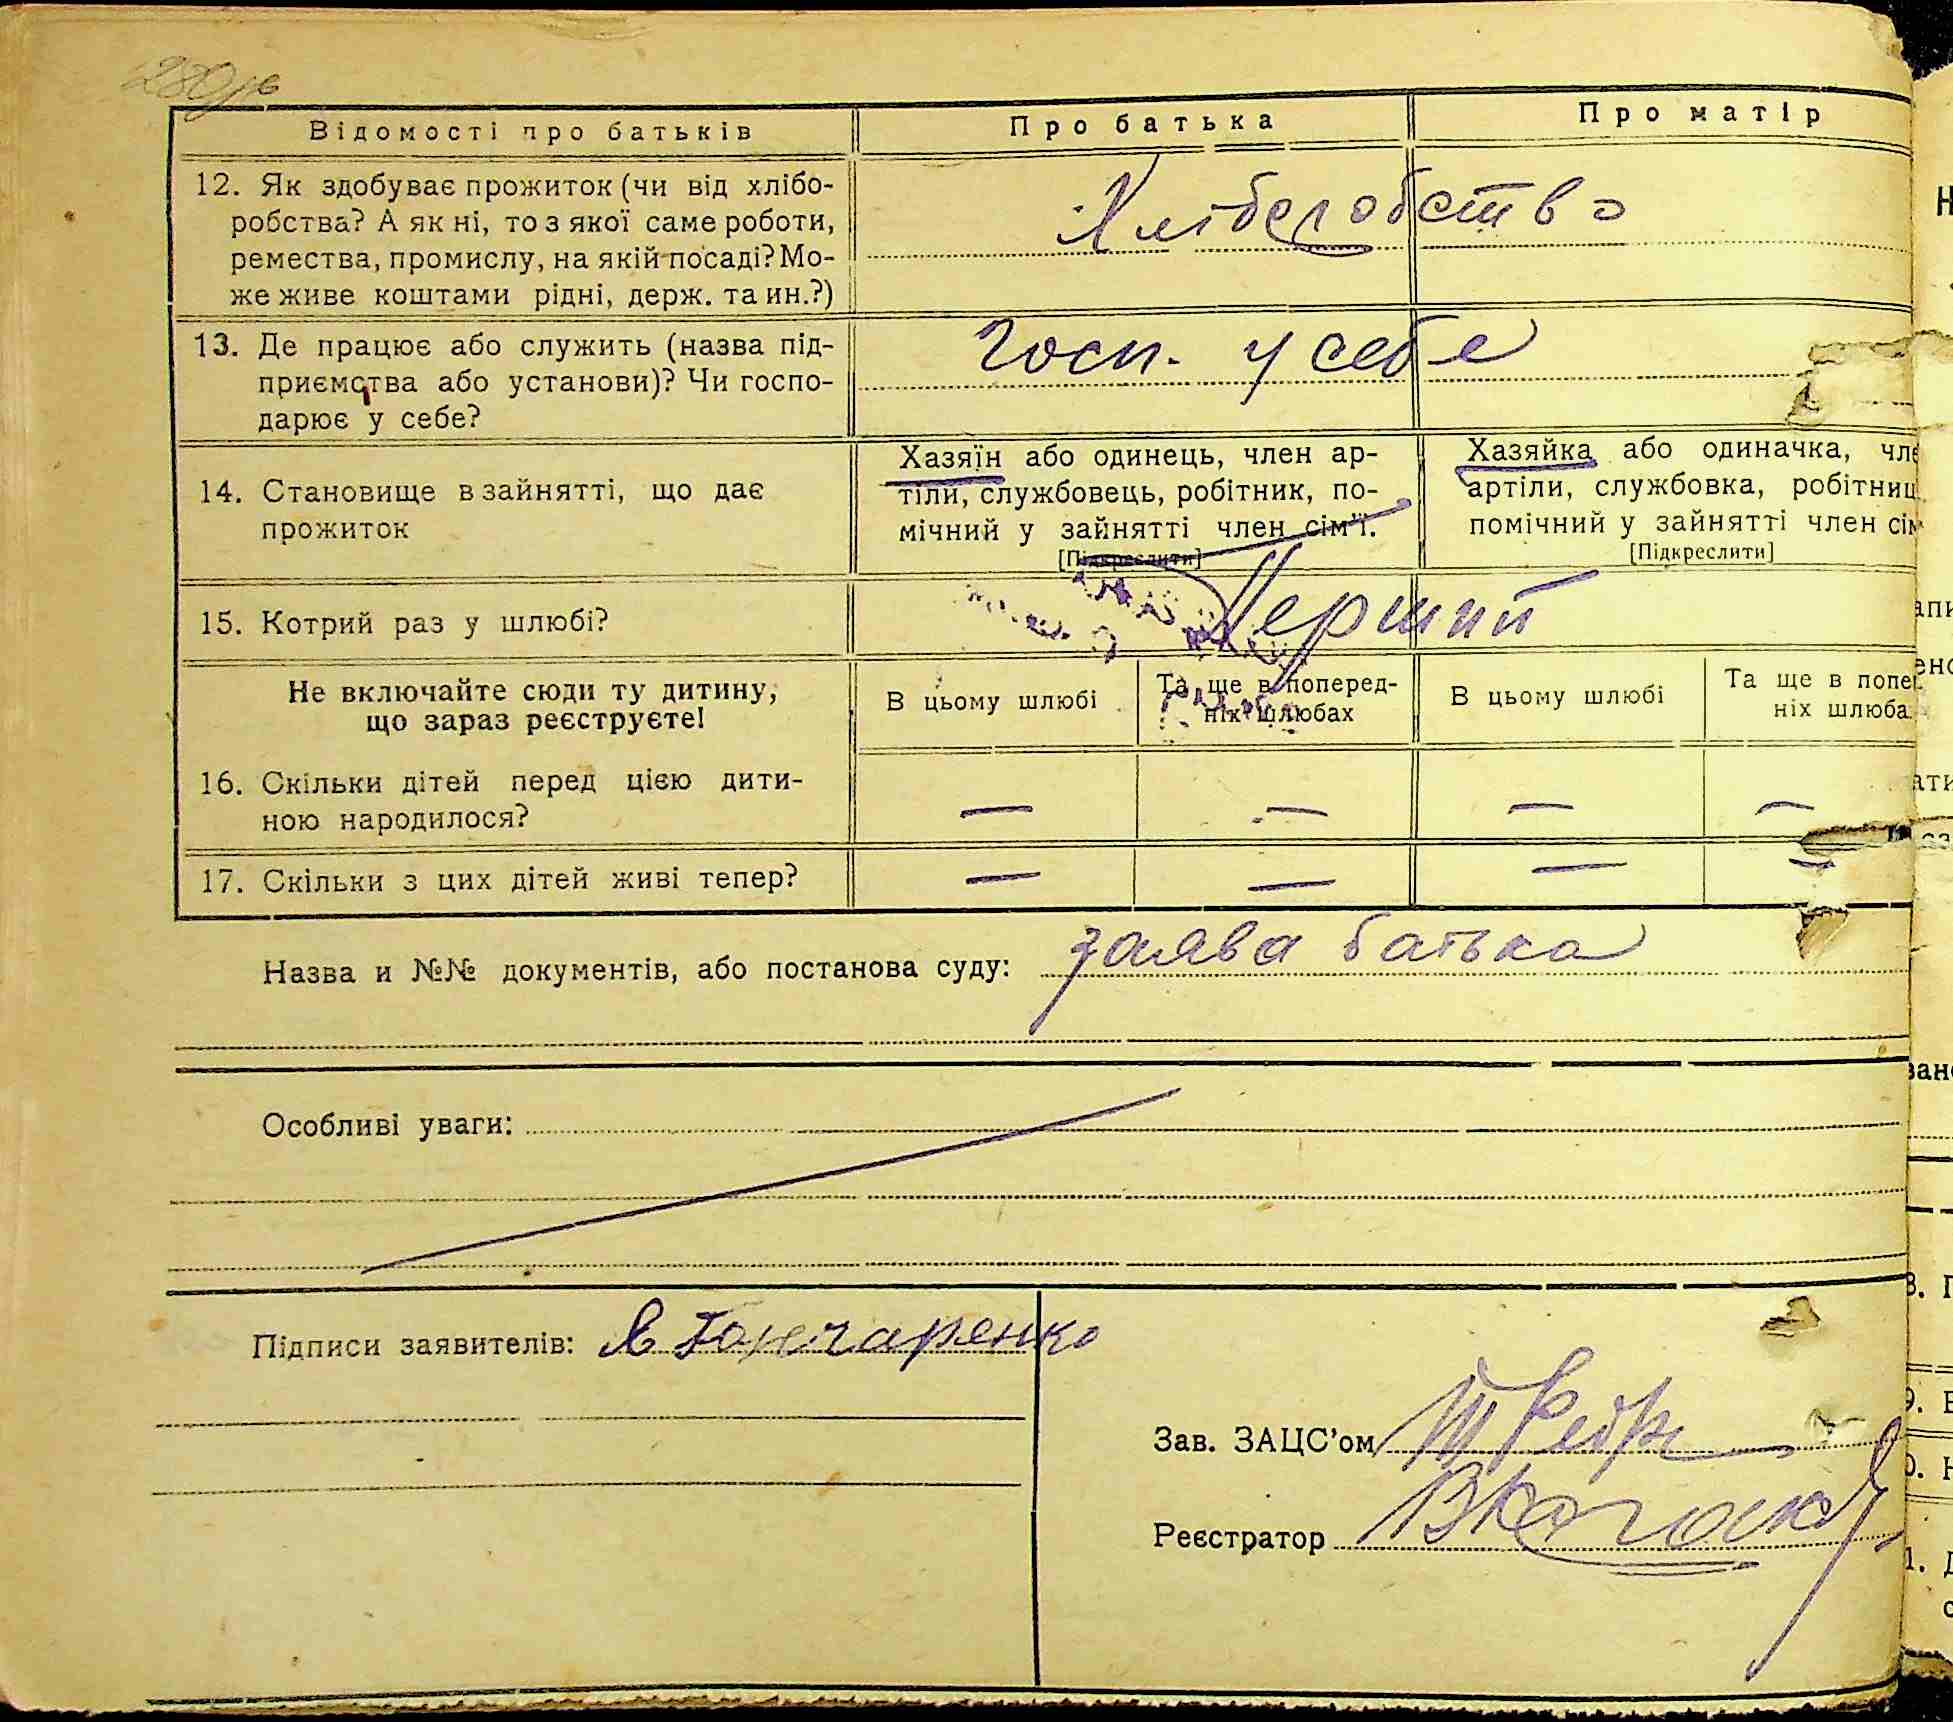 Відомості про батьків Про батька Про матір
12. Як здобуває прожиток (чи від хлібо-
робства? А як ні, то з якої саме роботи,
ремества, промислу, на якій посаді? Мо-
же живе коштами рідні, держ. та ин.?)
Хліборобство
13. Де працює або служить (назва під-
приємства або установи)? Чи госпо-
дарює у себе?
Госп. у себе
14. Становище в зайнятті, що дає
прожиток
Хазяїн або одинець, член ар-
тіли, службовець, робітник, по-
мічний у зайнятті член сім'ї.
[Підкреслити]
Хазяйка або одиначка, чле
артіли, службовка, робітниц
помічний у зайнятті член сім
[Підкреслити]
15. Котрий раз у шлюбі? Перший
Не включайте сюди ту дитину,
що зараз реєструєте!
В цьому шлюбі
Та ще в поперед-
ніх шлюбах
В цьому шлюбі
Та ще в попе
ніх шлюба
16. Скільки дітей перед цією дити-
ною народилося?
— — — —
17. Скільки з цих дітей живі тепер? — — — —
Назва и №№ документів, або постанова суду: заява батька
Особливі уваги:
Підписи заявителів: Гончаренко
Зав. ЗАЦС'ом
Реєстратор